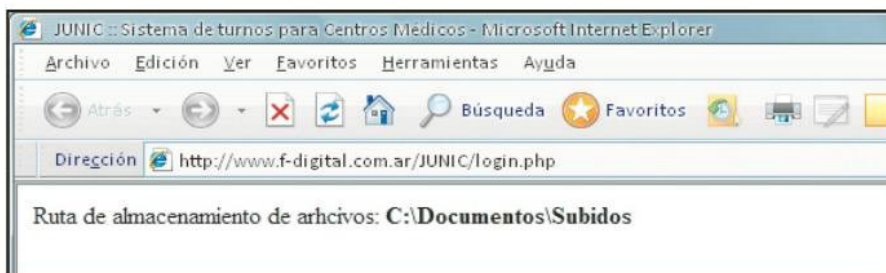 JUNIC :: Sistema de turnos para Centros Médicos - Microsoft Internet Explorer
Archivo Edición Ver Favoritos Herramientas Ayuda
Atrás Búsqueda Favoritos
Dirección http://www.f-digital.com.ar/JUNIC/login.php
Ruta de almacenamiento de arhcivos: C:\Documentos\Subidos